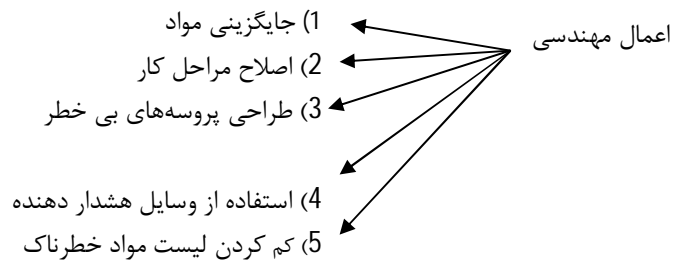 اعمال مهندسی
1) جایگزینی مواد
2) اصلاح مراحل کار
3) طراحی پروسه‌های بی خطر
4) استفاده از وسایل هشدار دهنده
5) کم کردن لیست مواد خطرناک